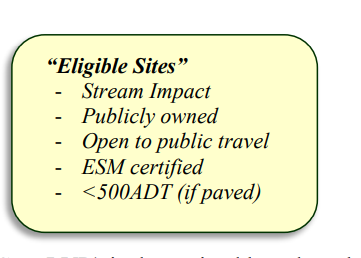 “Eligible Sites”
- Stream Impact
- Publicly owned
- Open to public travel
- ESM certified
- <500ADT (if paved)